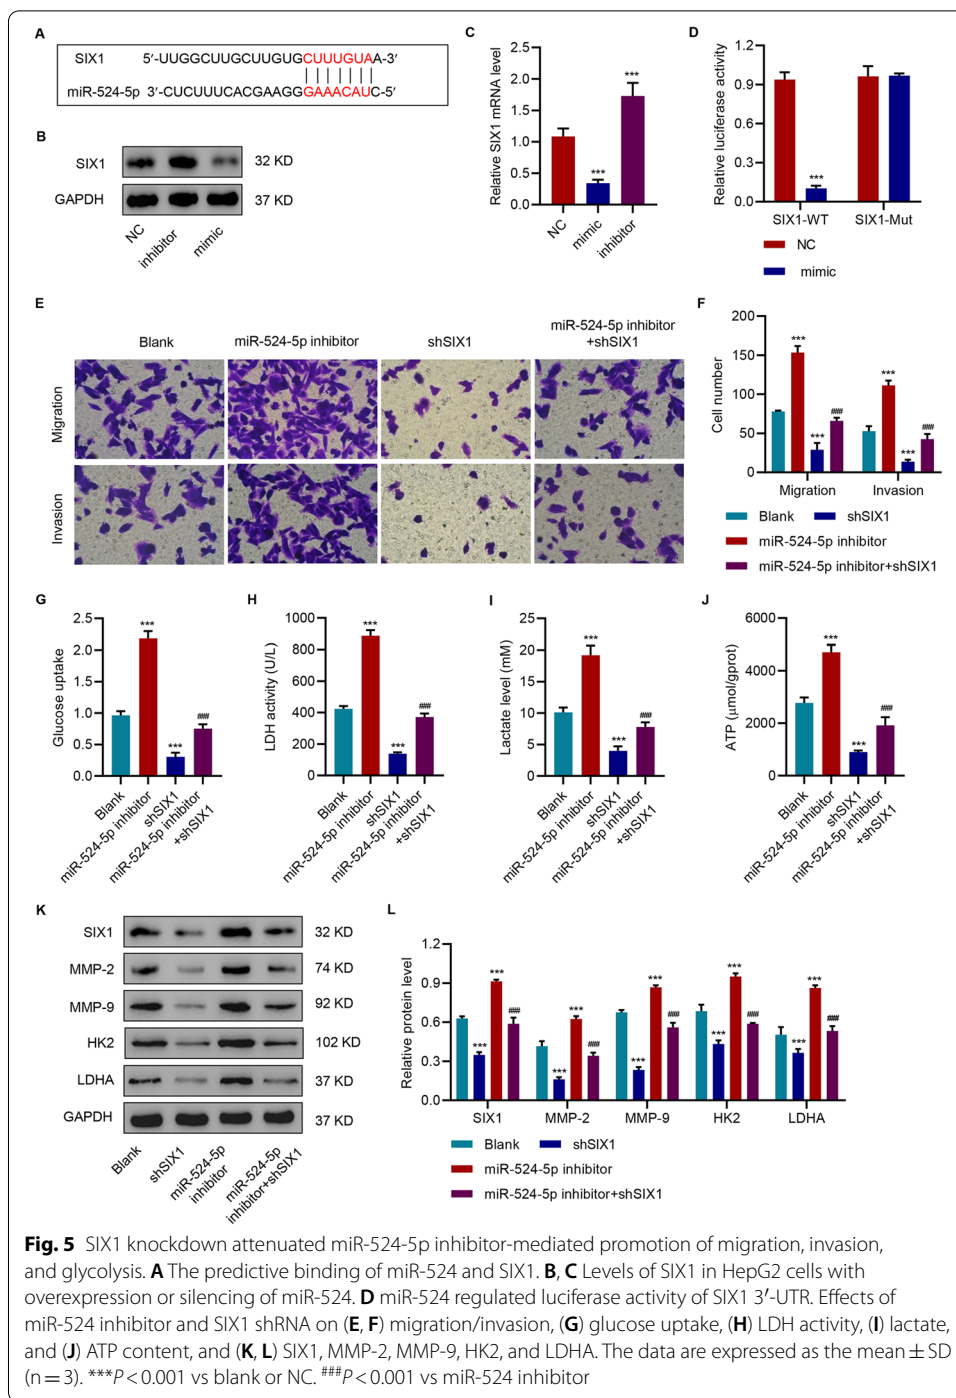 A
SIX1 5′-UUGGCUUGCUUGUGCUUUGUAA-3′
miR-524-5p 3′-CUCUUUCACGAAGGGAAACAUC-5′
B
SIX1 32 KD
GAPDH 37 KD
NC inhibitor mimic
C
Relative SIX1 mRNA level
2.5
2.0
1.5
1.0
0.5
0.0
***
***
NC mimic inhibitor
D
Relative luciferase activity
1.2
0.9
0.6
0.3
0.0
***
SIX1-WT SIX1-Mut
NC
mimic
E
Blank miR-524-5p inhibitor shSIX1 miR-524-5p inhibitor
+shSIX1
Migration
Invasion
F
Cell number
200
150
100
50
0
*** *** ### *** *** ###
Migration Invasion
Blank shSIX1
miR-524-5p inhibitor
miR-524-5p inhibitor+shSIX1
G
Glucose uptake
2.5
2.0
1.5
1.0
0.5
0.0
*** *** ###
Blank miR-524-5p inhibitor shSIX1 miR-524-5p inhibitor
+shSIX1
H
LDH activity (U/L)
1000
800
600
400
200
0
*** *** ###
Blank miR-524-5p inhibitor shSIX1 miR-524-5p inhibitor
+shSIX1
I
Lactate level (mM)
25
20
15
10
5
0
*** *** ###
Blank miR-524-5p inhibitor shSIX1 miR-524-5p inhibitor
+shSIX1
J
ATP (μmol/gprot)
6000
4000
2000
0
*** *** ###
Blank miR-524-5p inhibitor shSIX1 miR-524-5p inhibitor
+shSIX1
K
SIX1 32 KD
MMP-2 74 KD
MMP-9 92 KD
HK2 102 KD
LDHA 37 KD
GAPDH 37 KD
Blank shSIX1 miR-524-5p
inhibitor miR-524-5p
inhibitor+shSIX1
L
Relative protein level
1.2
0.9
0.6
0.3
0.0
*** *** ### *** *** ### *** *** ### *** *** ### *** *** ###
SIX1 MMP-2 MMP-9 HK2 LDHA
Blank shSIX1
miR-524-5p inhibitor
miR-524-5p inhibitor+shSIX1
Fig. 5 SIX1 knockdown attenuated miR-524-5p inhibitor-mediated promotion of migration, invasion,
and glycolysis. A The predictive binding of miR-524 and SIX1. B, C Levels of SIX1 in HepG2 cells with
overexpression or silencing of miR-524. D miR-524 regulated luciferase activity of SIX1 3′-UTR. Effects of
miR-524 inhibitor and SIX1 shRNA on (E, F) migration/invasion, (G) glucose uptake, (H) LDH activity, (I) lactate,
and (J) ATP content, and (K, L) SIX1, MMP-2, MMP-9, HK2, and LDHA. The data are expressed as the mean ± SD
(n = 3). ***P < 0.001 vs blank or NC. ###P < 0.001 vs miR-524 inhibitor